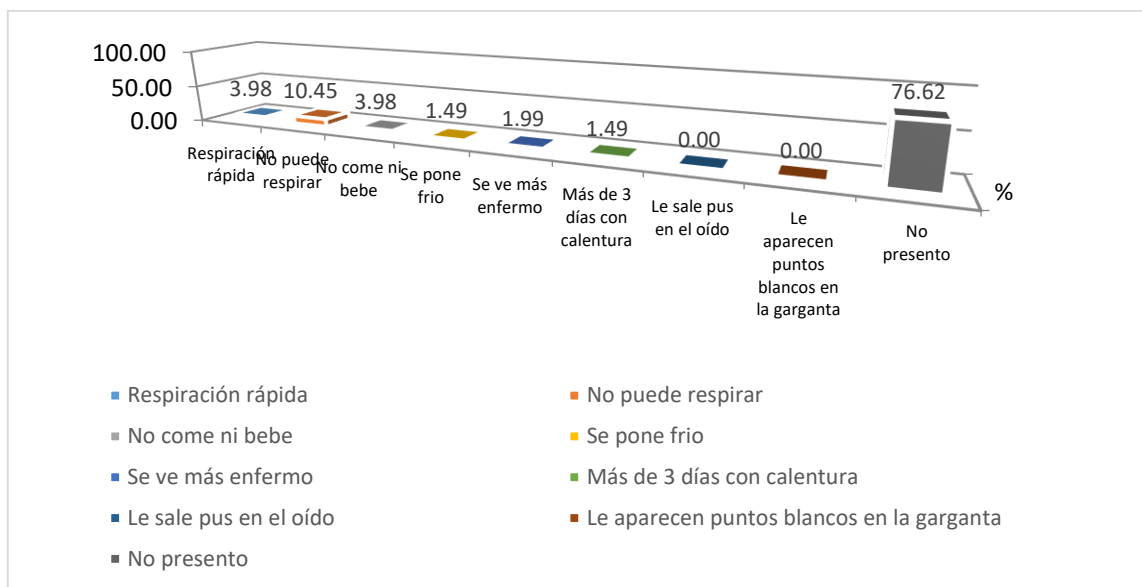 100.00
50.00
0.00
3.98
10.45
3.98
1.49
1.99
1.49
0.00
0.00
76.62
Respiración
rápida
No puede
respirar
No come ni
bebe
Se pone
frio
Se ve más
enfermo
Más de 3
días con
calentura
Le sale pus
en el oído
Le
aparecen
puntos
blancos en
la garganta
No
presento
%
Respiración rápida
No puede respirar
No come ni bebe
Se pone frio
Se ve más enfermo
Más de 3 días con calentura
Le sale pus en el oído
Le aparecen puntos blancos en la garganta
No presento